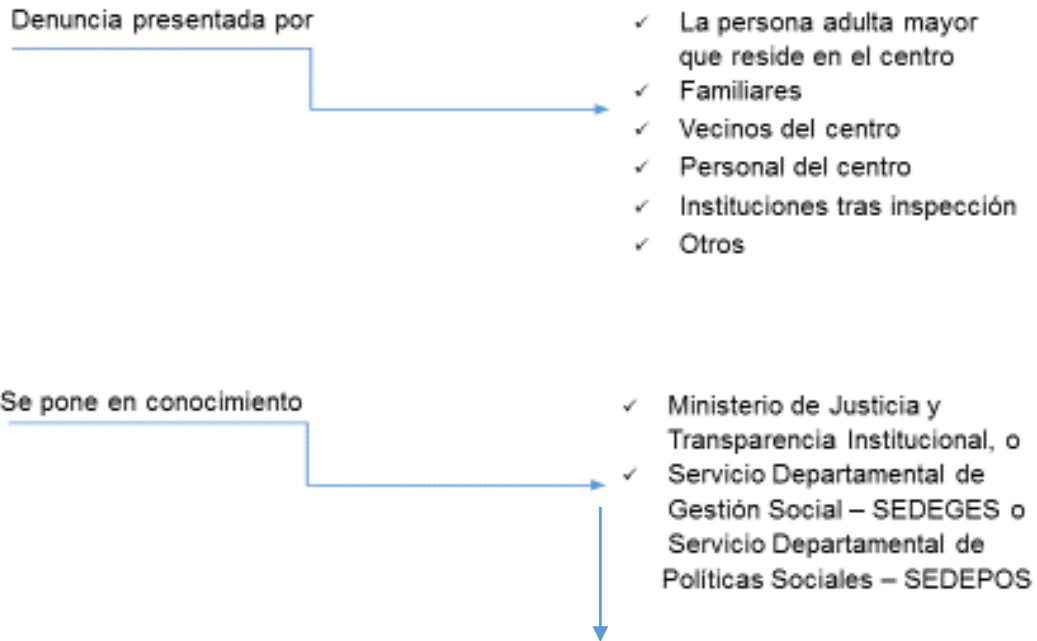 Denuncia presentada por
✓ La persona adulta mayor
que reside en el centro
✓ Familiares
✓ Vecinos del centro
✓ Personal del centro
✓ Instituciones tras inspección
✓ Otros
Se pone en conocimiento
✓ Ministerio de Justicia y
Transparencia Institucional, o
✓ Servicio Departamental de
Gestión Social – SEDEGES o
Servicio Departamental de
Políticas Sociales – SEDEPOS